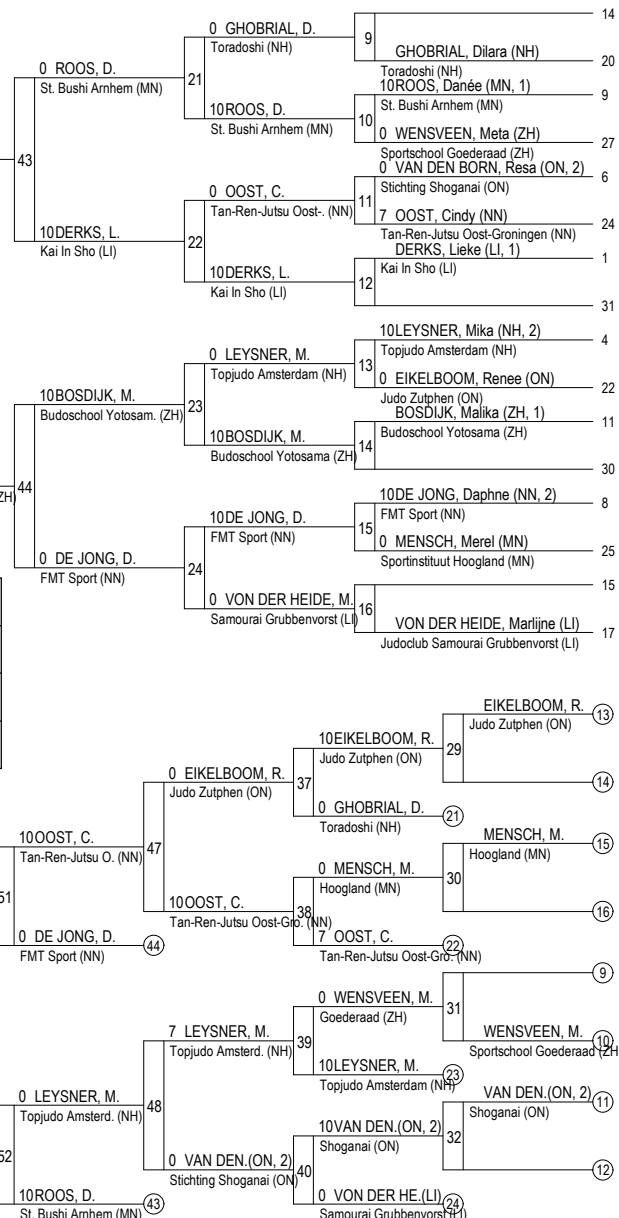 14
0 GHOBRIAL, D.
Toradoshi (NH)
9
GHOBRIAL, Dilara (NH)
20
Toradoshi (NH)
0 ROOS, D.
St. Bushi Arnhem (MN)
21
10ROOS, Danée (MN, 1)
9
St. Bushi Arnhem (MN)
10ROOS, D.
St. Bushi Arnhem (MN)
10
0 WENSVEEN, Meta (ZH)
27
Sportschool Goederaad (ZH)
43
0 VAN DEN BORN, Resa (ON, 2)
6
Stichting Shoganai (ON)
0 OOST, C.
Tan-Ren-Jutsu Oost-. (NN)
11
7 OOST, Cindy (NN)
24
Tan-Ren-Jutsu Oost-Groningen (NN)
10DERKS, L.
Kai In Sho (LI)
22
DERKS, Lieke (LI, 1)
1
Kai In Sho (LI)
10DERKS, L.
Kai In Sho (LI)
12
31
10LEYSNER, Mika (NH, 2)
4
Topjudo Amsterdam (NH)
0 LEYSNER, M.
Topjudo Amsterdam (NH)
13
0 EIKELBOOM, Renee (ON)
22
Judo Zutphen (ON)
10BOSDIJK, M.
Budoschool Yotosam. (ZH)
23
BOSDIJK, Malika (ZH, 1)
11
Budoschool Yotosama (ZH)
10BOSDIJK, M.
Budoschool Yotosama (ZH)
14
30
ZH)
44
10DE JONG, Daphne (NN, 2)
8
FMT Sport (NN)
10DE JONG, D.
FMT Sport (NN)
15
0 MENSCH, Merel (MN)
25
Sportinstituut Hoogland (MN)
0 DE JONG, D.
FMT Sport (NN)
24
15
0 VON DER HEIDE, M.
Samourai Grubbenvorst (LI)
16
VON DER HEIDE, Marlijne (LI)
17
Judoclub Samourai Grubbenvorst (LI)
EIKELBOOM, R.
13
Judo Zutphen (ON)
10EIKELBOOM, R.
Judo Zutphen (ON)
29
14
0 EIKELBOOM, R.
Judo Zutphen (ON)
37
0 GHOBRIAL, D.
21
Toradoshi (NH)
MENSCH, M.
15
Hoogland (MN)
10OOST, C.
Tan-Ren-Jutsu O. (NN)
47
0 MENSCH, M.
Hoogland (MN)
30
16
10OOST, C.
Tan-Ren-Jutsu Oost-Gro. (NN)
38
7 OOST, C.
22
Tan-Ren-Jutsu Oost-Gro. (NN)
51
0 DE JONG, D.
44
FMT Sport (NN)
9
0 WENSVEEN, M.
Goederaad (ZH)
31
WENSVEEN, M.
10
Sportschool Goederaad (ZH
7 LEYSNER, M.
Topjudo Amsterd. (NH)
39
10LEYSNER, M.
23
Topjudo Amsterdam (NH)
VAN DEN.(ON, 2)
11
Shoganai (ON)
0 LEYSNER, M.
Topjudo Amsterd. (NH)
48
10VAN DEN.(ON, 2)
Shoganai (ON)
32
12
0 VAN DEN.(ON, 2)
Stichting Shoganai (ON)
40
0 VON DER HE.(LI)
24
Samourai Grubbenvorst (LI)
52
10ROOS, D.
43
St. Bushi Arnhem (MN)